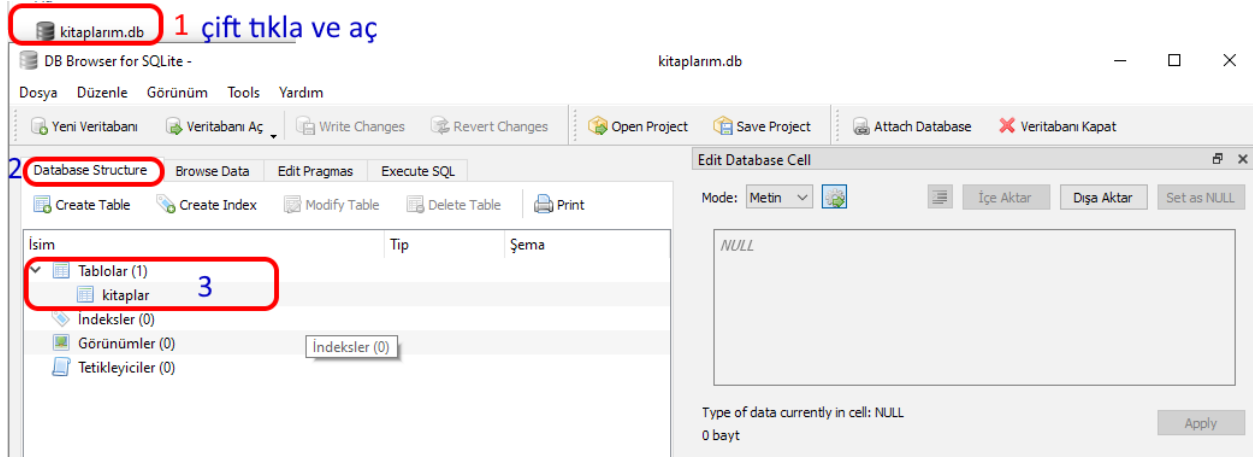 kitaplarım.db 1 çift tıkla ve aç
DB Browser for SQLite - kitaplarım.db
Dosya Düzenle Görünüm Tools Yardım
Yeni Veritabanı Veritabanı Aç Write Changes Revert Changes Open Project Save Project Attach Database Veritabanı Kapat
2 Database Structure Browse Data Edit Pragmas Execute SQL
Create Table Create Index Modify Table Delete Table Print
İsim Tip Şema
Tablolar (1)
kitaplar 3
İndeksler (0)
Görünümler (0) İndeksler (0)
Tetikleyiciler (0)
Edit Database Cell
Mode: Metin İçe Aktar Dışa Aktar Set as NULL
NULL
Type of data currently in cell: NULL
0 bayt
Apply